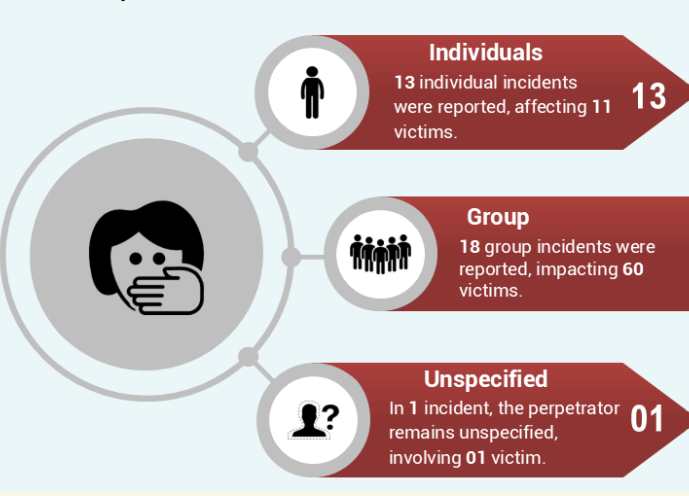 Individuals
13 individual incidents
were reported, affecting 11
victims.
13
Group
18 group incidents were
reported, impacting 60
victims.
Unspecified
In 1 incident, the perpetrator
remains unspecified,
involving 01 victim.
01
?